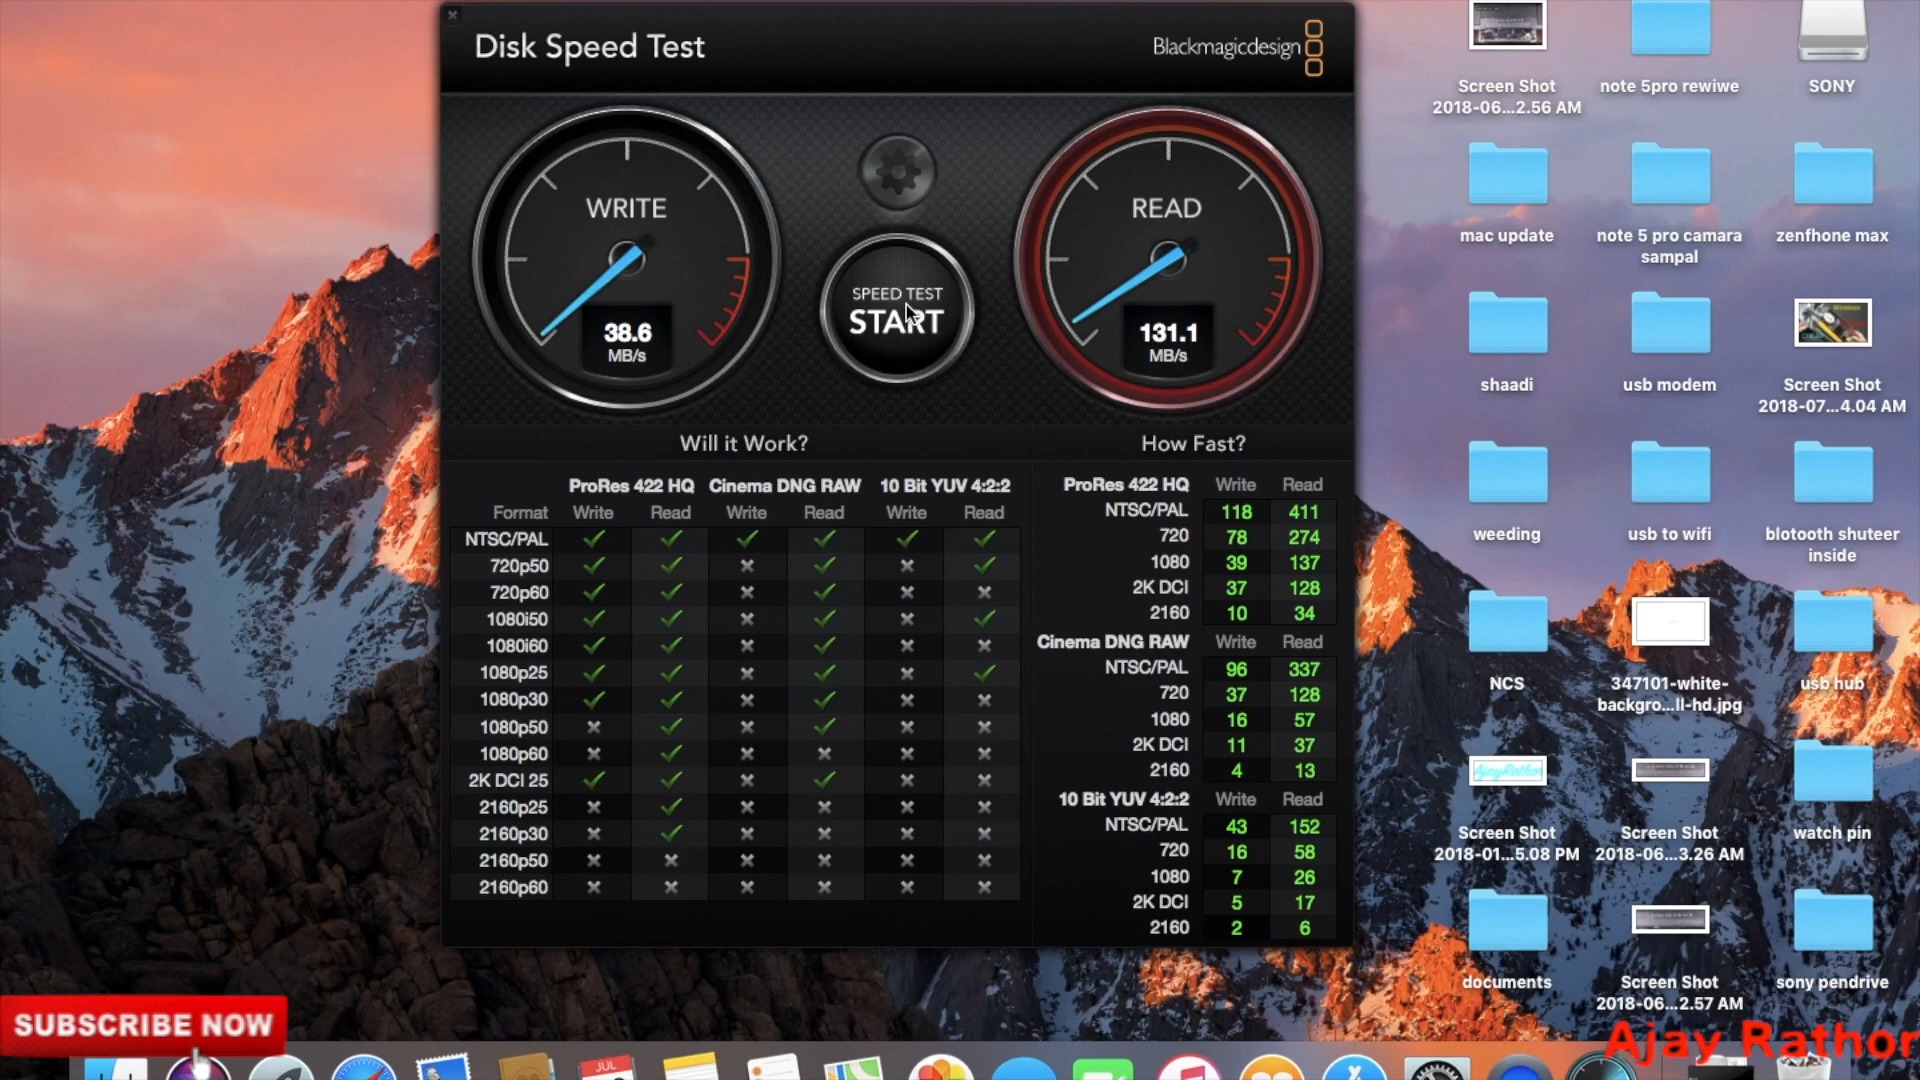 Disk Speed Test
Blackmagicdesign
WRITE
38.6
MB/s
SPEED TEST
START
READ
131.1
MB/s
Will it Work?
ProRes 422 HQ Cinema DNG RAW 10 Bit YUV 4:2:2
Format Write Read Write Read Write Read
NTSC/PAL
720p50
720p60
1080i50
1080i60
1080p25
1080p30
1080p50
1080p60
2K DCI 25
2160p25
2160p30
2160p50
2160p60
How Fast?
ProRes 422 HQ Write Read
NTSC/PAL 118 411
720 78 274
1080 39 137
2K DCI 37 128
2160 10 34
Cinema DNG RAW Write Read
NTSC/PAL 96 337
720 37 128
1080 16 57
2K DCI 11 37
2160 4 13
10 Bit YUV 4:2:2 Write Read
NTSC/PAL 43 152
720 16 58
1080 7 26
2K DCI 5 17
2160 2 6
Screen Shot
2018-06...2.56 AM
note 5pro rewiwe
SONY
mac update
note 5 pro camara
sampal
zenfhone max
shaadi
usb modem
Screen Shot
2018-07...4.04 AM
weeding
usb to wifi
blotooth shuteer
inside
NCS
347101-white-
backgro...ll-hd.jpg
usb hub
AjayRathor
Screen Shot
2018-01...5.08 PM
Screen Shot
2018-06...3.26 AM
watch pin
documents
Screen Shot
2018-06...2.57 AM
sony pendrive
SUBSCRIBE NOW
JUL
Ajay Rathor